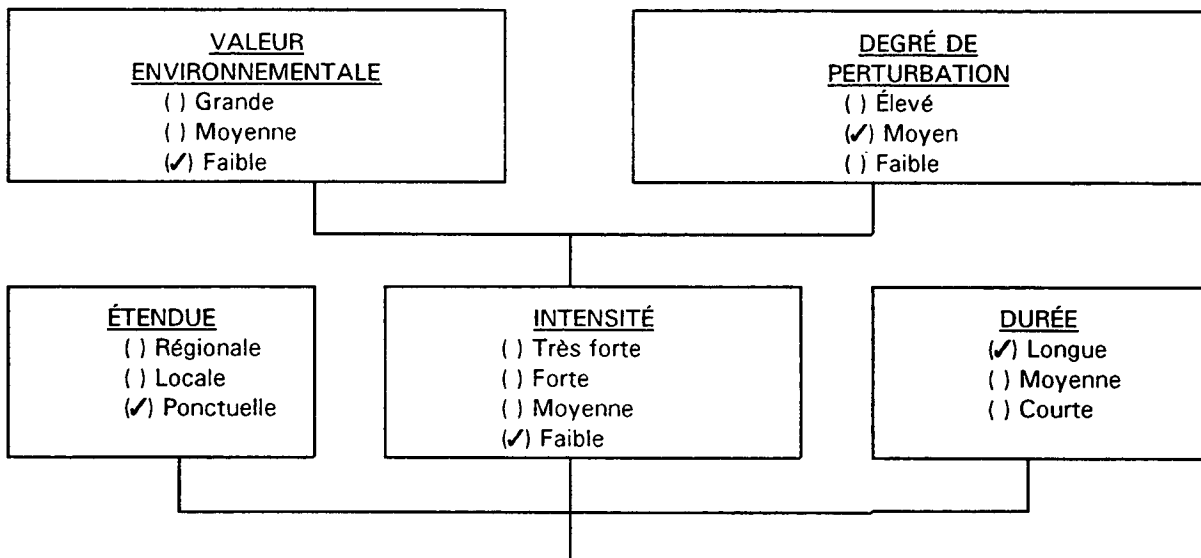 VALEUR
ENVIRONNEMENTALE
( ) Grande
( ) Moyenne
(✓) Faible
DEGRÉ DE
PERTURBATION
( ) Élevé
(✓) Moyen
( ) Faible
ÉTENDUE
( ) Régionale
( ) Locale
(✓) Ponctuelle
INTENSITÉ
( ) Très forte
( ) Forte
( ) Moyenne
(✓) Faible
DURÉE
(✓) Longue
( ) Moyenne
( ) Courte